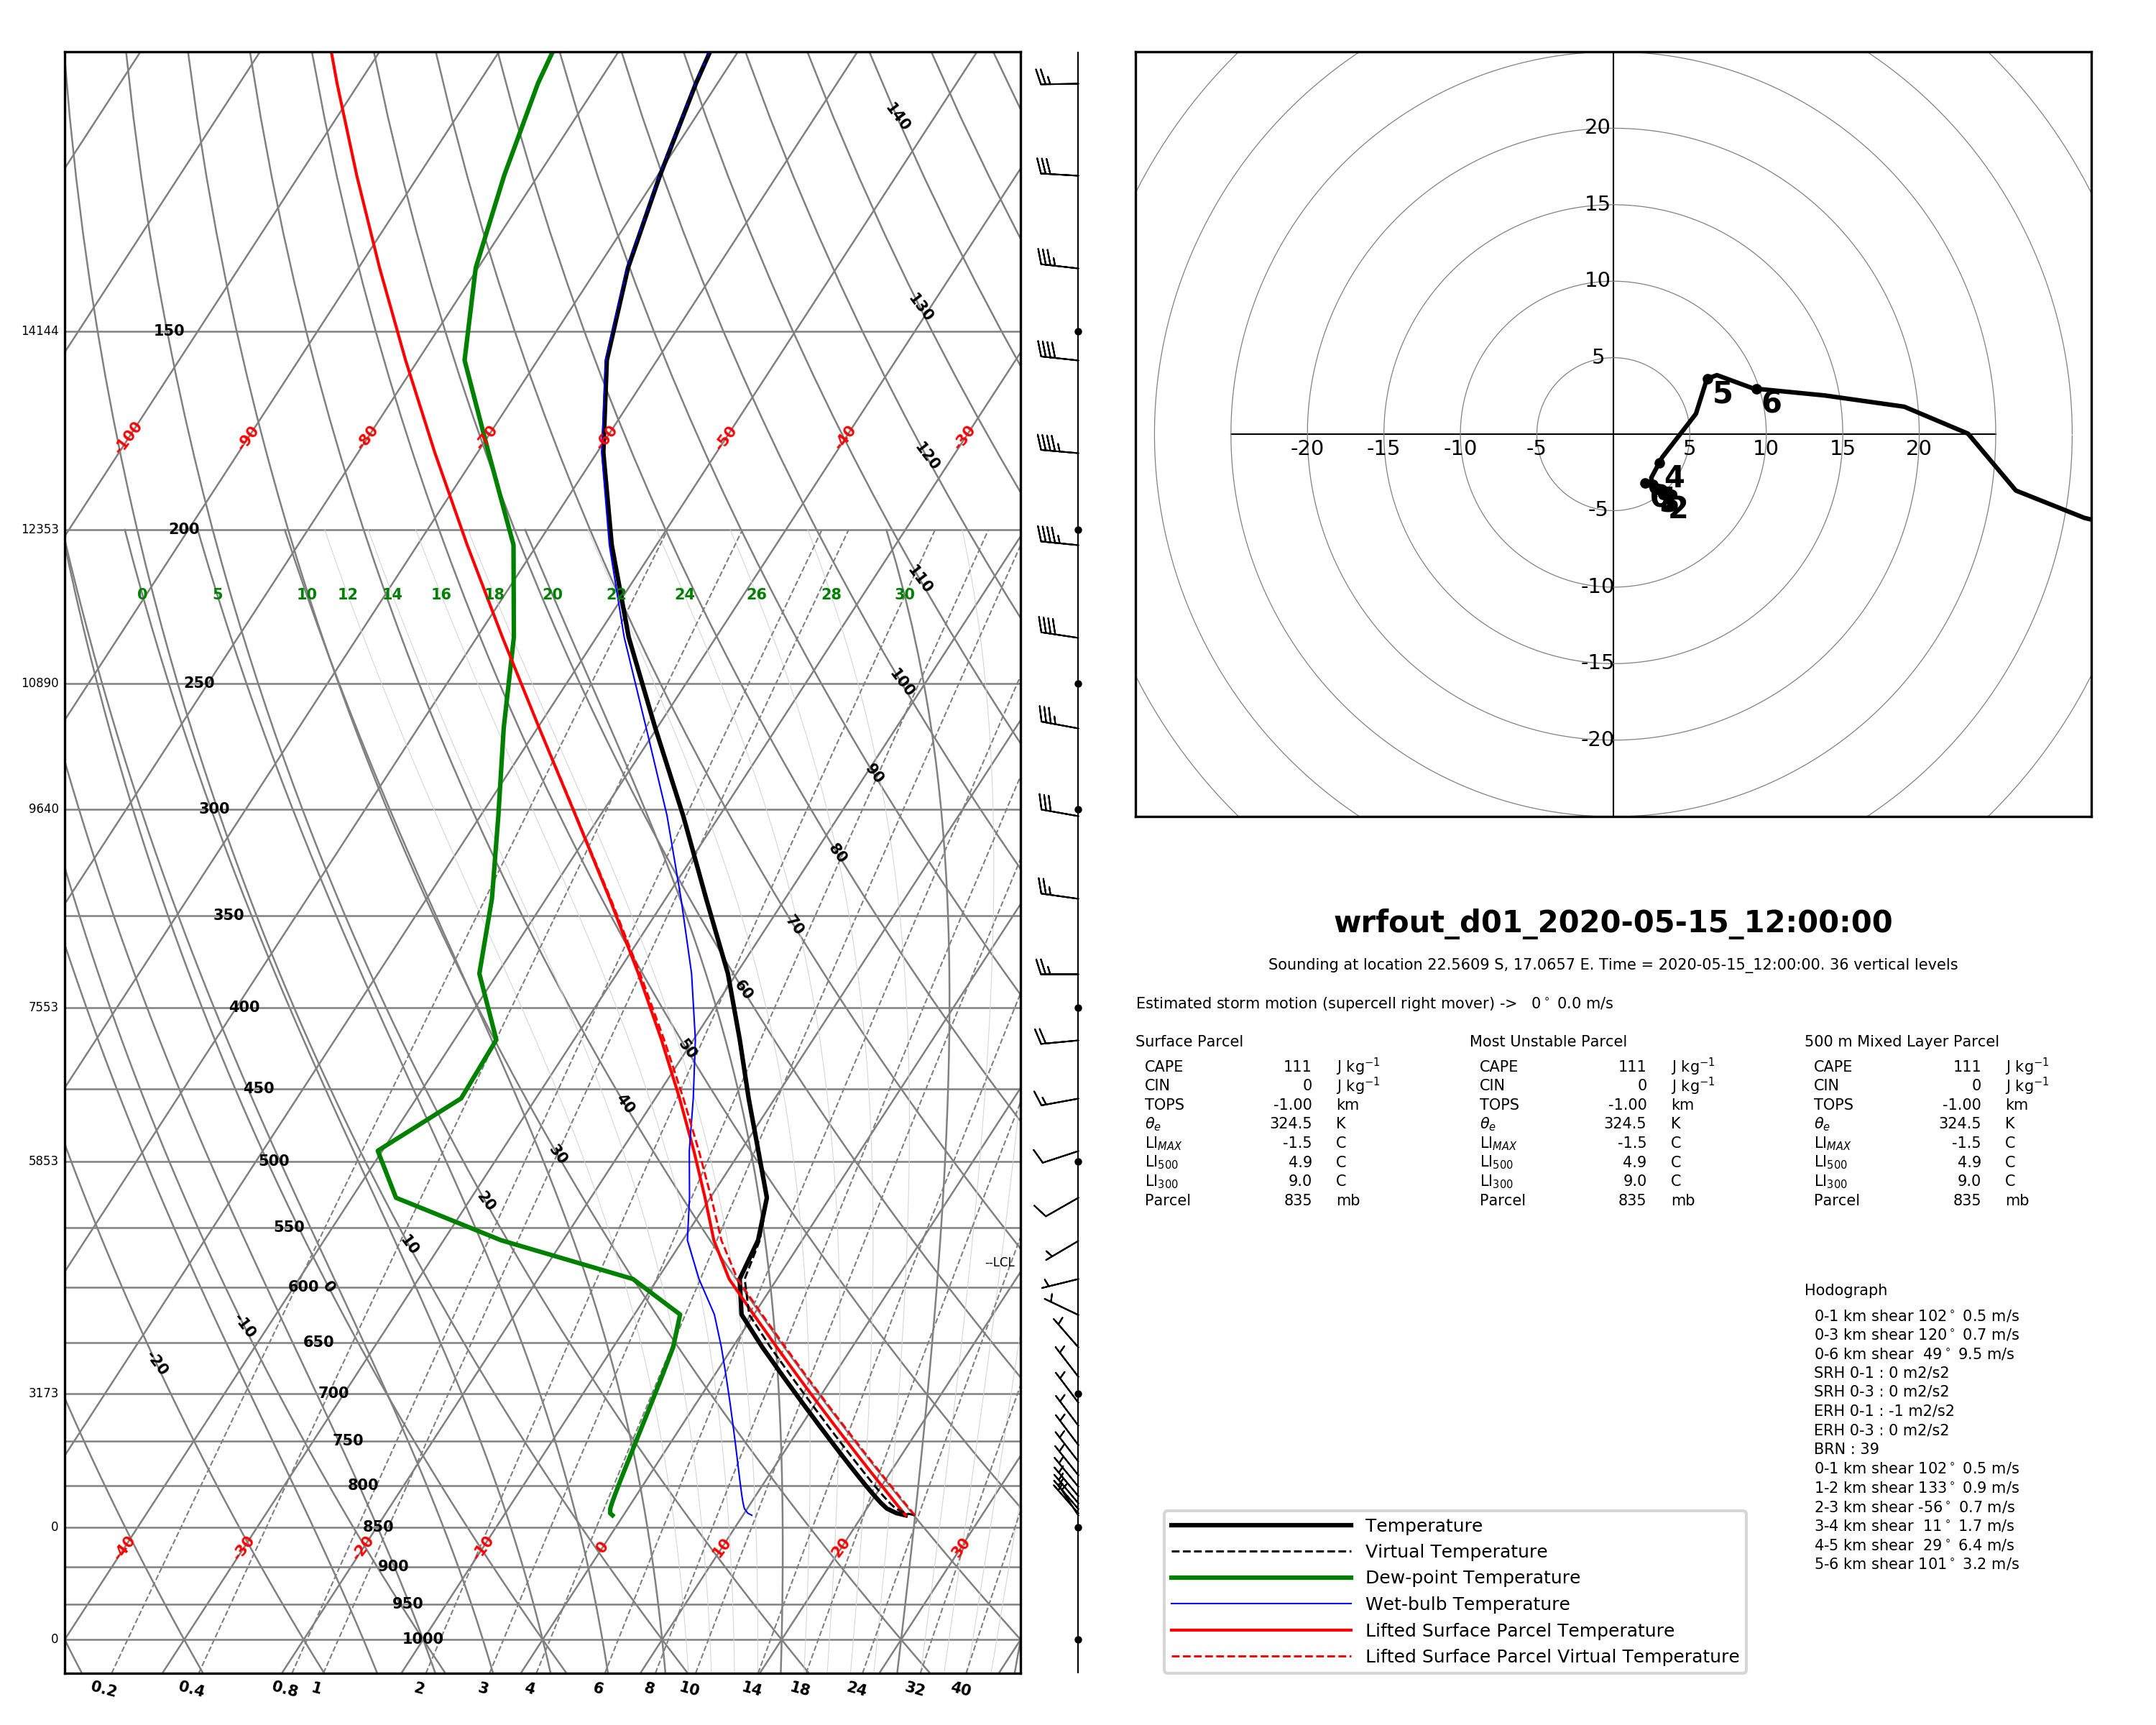 140
130
14144 150
-100 -90 -80 -70 -60 -50 -40 -30
120
12353 200
110
0 5 10 12 14 16 18 20 22 24 26 28 30
10890 250 100
90
9640 300
80
350
70
7553 400 60
50
450 40
5853 500 30
20
550 10
--LCL
600 0
-10 650
-20
3173 700
750
800
0 850
-40 -30 -20 -10 0 10 20 30
900
950
0 1000
0.2 0.4 0.8 1 2 3 4 6 8 10 14 18 24 32 40
20
15
10
5
5
6
-20 -15 -10 -5 5 10 15 20
4
2
-5
-10
-15
-20
wrfout_d01_2020-05-15_12:00:00
Sounding at location 22.5609 S, 17.0657 E. Time = 2020-05-15_12:00:00. 36 vertical levels
Estimated storm motion (supercell right mover) -> 0° 0.0 m/s
Surface Parcel Most Unstable Parcel 500 m Mixed Layer Parcel
CAPE 111 J kg⁻¹ CAPE 111 J kg⁻¹ CAPE 111 J kg⁻¹
CIN 0 J kg⁻¹ CIN 0 J kg⁻¹ CIN 0 J kg⁻¹
TOPS -1.00 km TOPS -1.00 km TOPS -1.00 km
θe 324.5 K θe 324.5 K θe 324.5 K
LIMAX -1.5 C LIMAX -1.5 C LIMAX -1.5 C
LI500 4.9 C LI500 4.9 C LI500 4.9 C
LI300 9.0 C LI300 9.0 C LI300 9.0 C
Parcel 835 mb Parcel 835 mb Parcel 835 mb
Hodograph
0-1 km shear 102° 0.5 m/s
0-3 km shear 120° 0.7 m/s
0-6 km shear 49° 9.5 m/s
SRH 0-1 : 0 m2/s2
SRH 0-3 : 0 m2/s2
ERH 0-1 : -1 m2/s2
ERH 0-3 : 0 m2/s2
BRN : 39
0-1 km shear 102° 0.5 m/s
1-2 km shear 133° 0.9 m/s
2-3 km shear -56° 0.7 m/s
3-4 km shear 11° 1.7 m/s
4-5 km shear 29° 6.4 m/s
5-6 km shear 101° 3.2 m/s
Temperature
Virtual Temperature
Dew-point Temperature
Wet-bulb Temperature
Lifted Surface Parcel Temperature
Lifted Surface Parcel Virtual Temperature